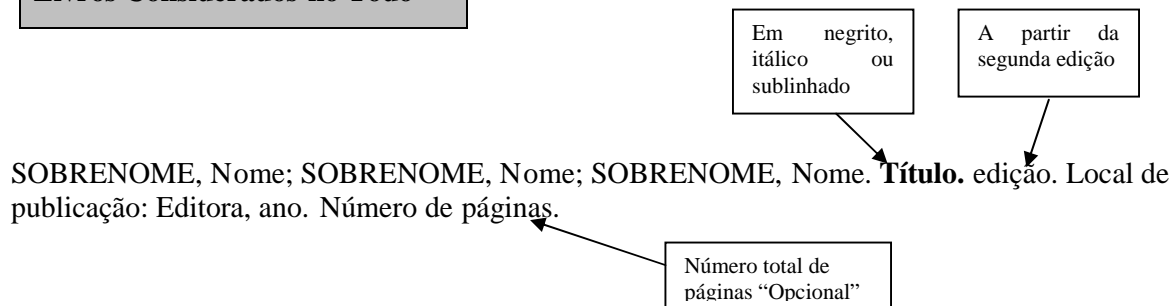 Livros Considerados no Todo
Em negrito,
itálico ou
sublinhado
A partir da
segunda edição
SOBRENOME, Nome; SOBRENOME, Nome; SOBRENOME, Nome. Título. edição. Local de
publicação: Editora, ano. Número de páginas.
Número total de
páginas “Opcional”